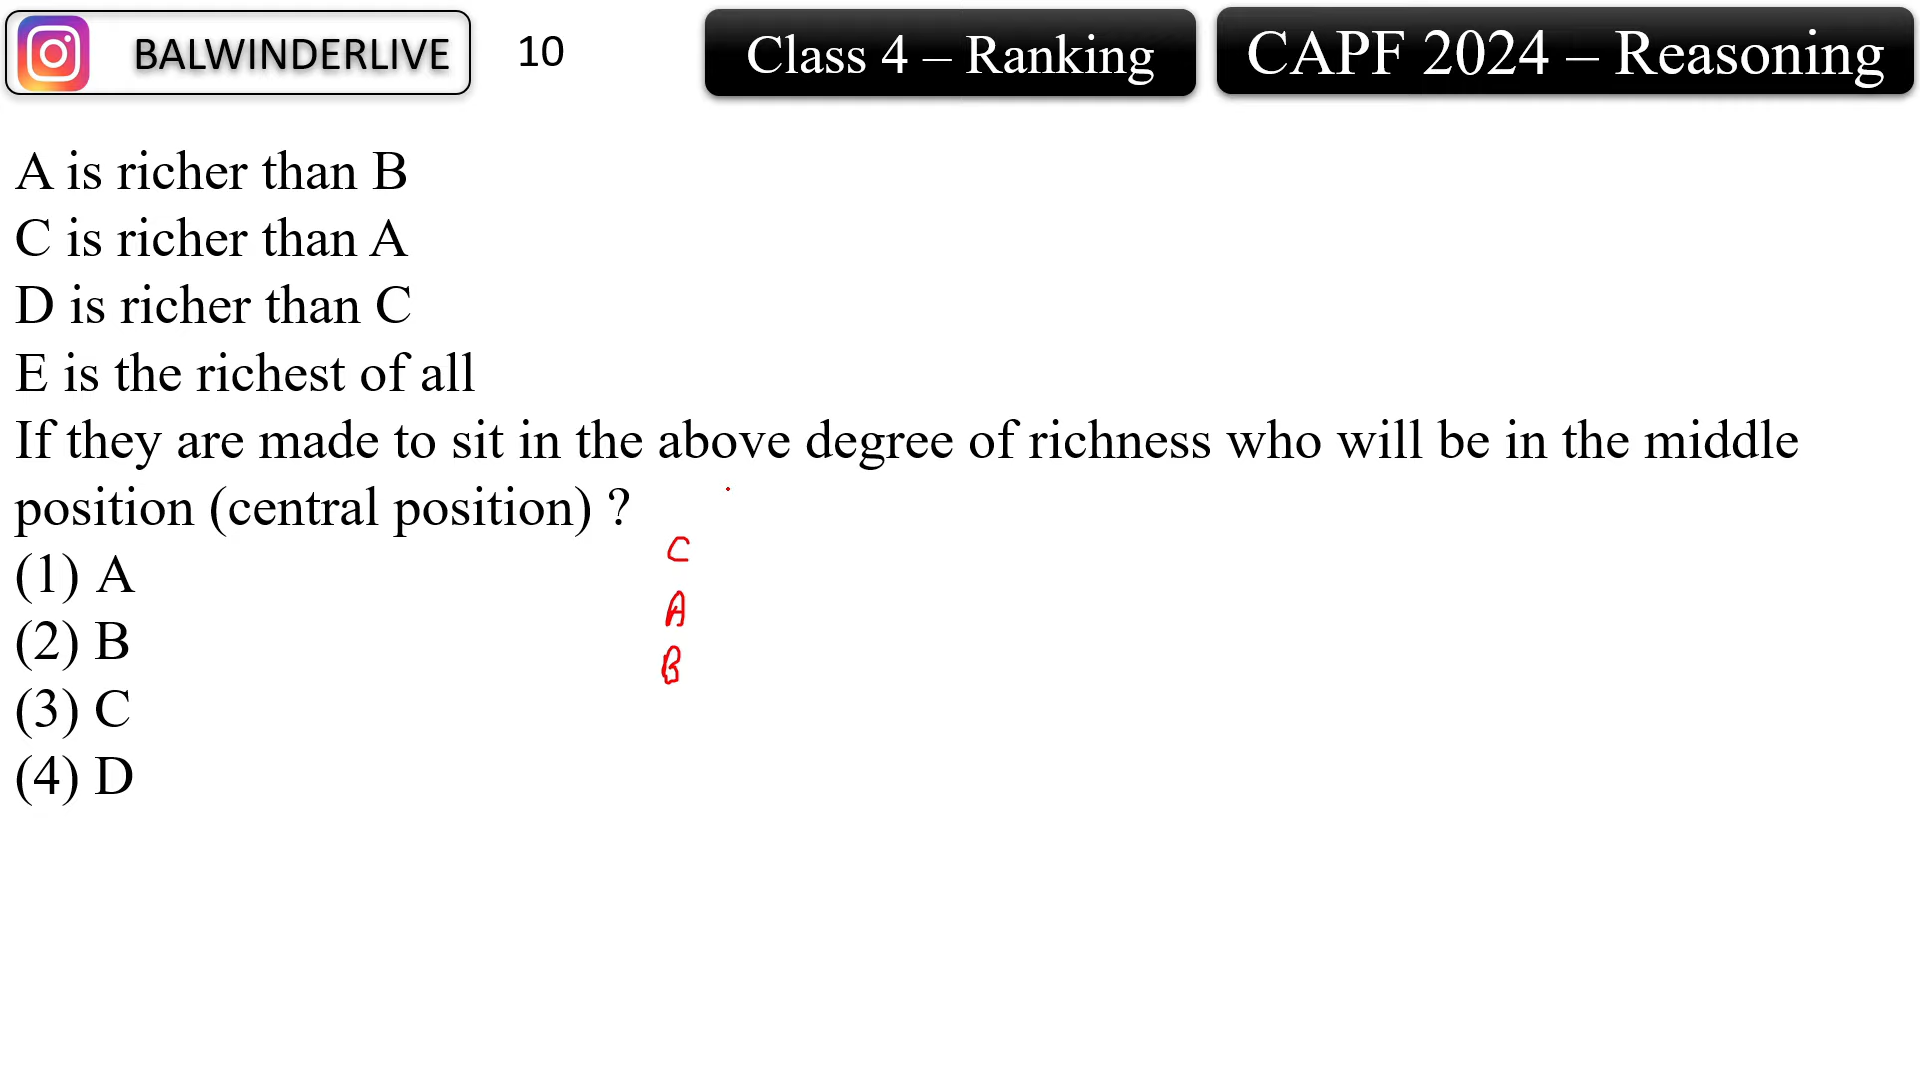 BALWINDERLIVE 10 Class 4 – Ranking CAPF 2024 – Reasoning
A is richer than B
C is richer than A
D is richer than C
E is the richest of all
If they are made to sit in the above degree of richness who will be in the middle
position (central position) ?
C
(1) A
A
(2) B
B
(3) C
(4) D